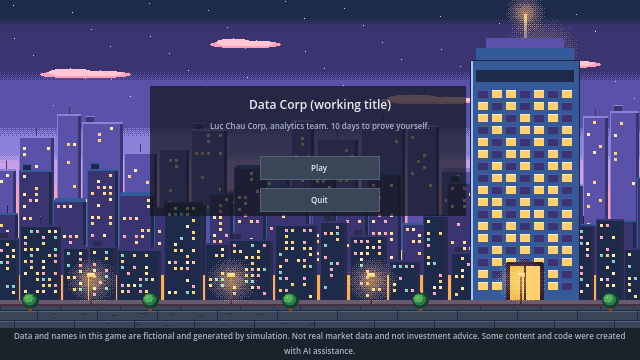 Data Corp (working title)
Luc Chau Corp, analytics team. 10 days to prove yourself.
Play
Quit
Data and names in this game are fictional and generated by simulation. Not real market data and not investment advice. Some content and code were created
with AI assistance.